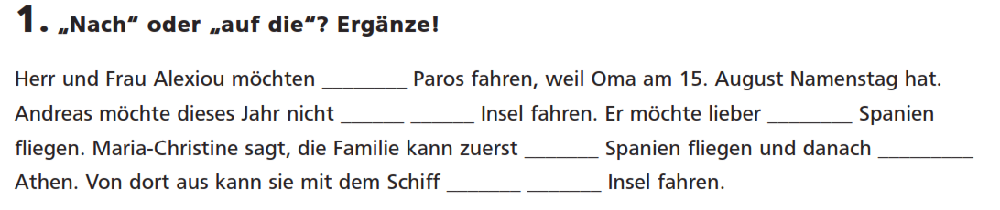 1. „Nach“ oder „auf die“? Ergänze!
Herr und Frau Alexiou möchten ________ Paros fahren, weil Oma am 15. August Namenstag hat.
Andreas möchte dieses Jahr nicht ______ ______ Insel fahren. Er möchte lieber ________ Spanien
fliegen. Maria-Christine sagt, die Familie kann zuerst _______ Spanien fliegen und danach _________
Athen. Von dort aus kann sie mit dem Schiff _______ _______ Insel fahren.